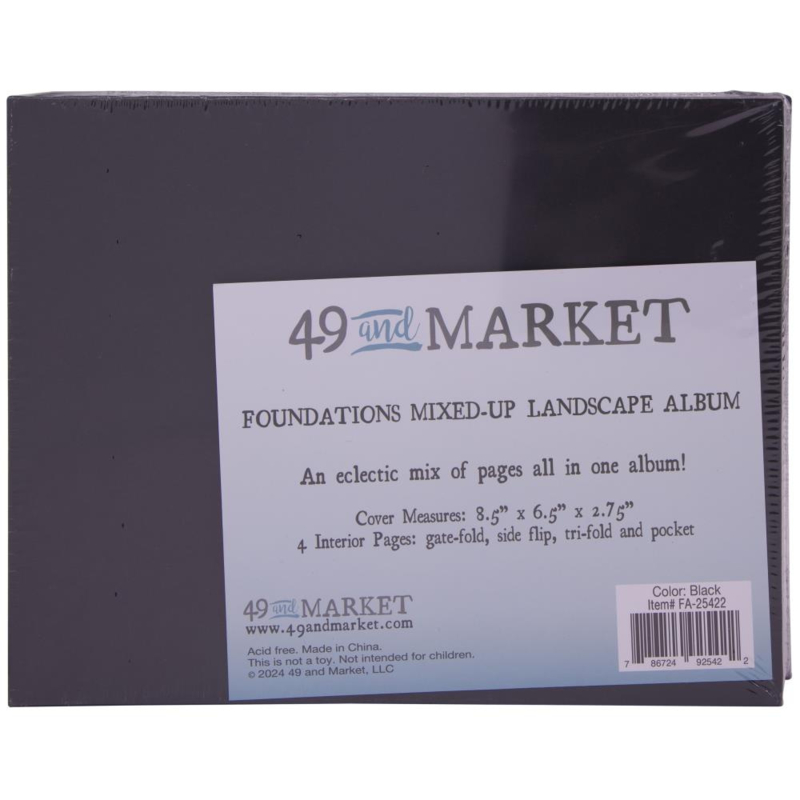 49 and MARKET
FOUNDATIONS MIXED-UP LANDSCAPE ALBUM
An eclectic mix of pages all in one album!
Cover Measures: 8.5" x 6.5" x 2.75"
4 Interior Pages: gate-fold, side flip, tri-fold and pocket
49 and MARKET
www.49andmarket.com
Acid free. Made in China.
This is not a toy. Not intended for children.
© 2024 49 and Market, LLC
Color: Black
Item# FA-25422
7 86724 92542 2